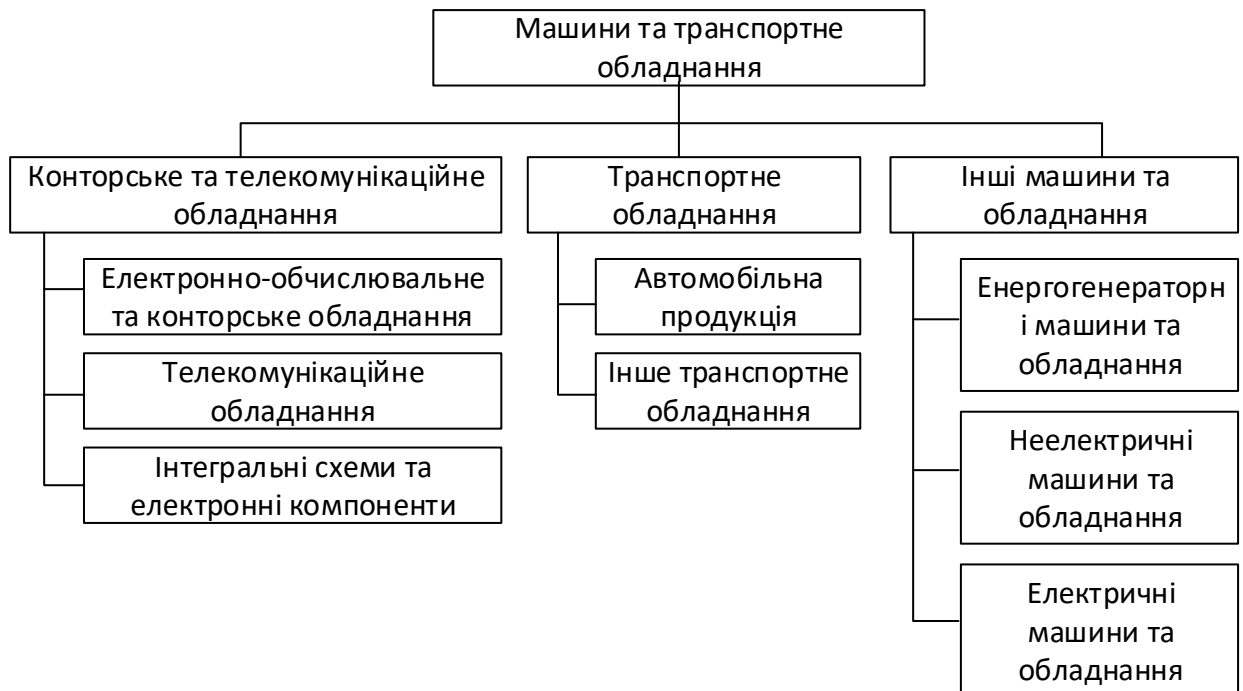 Машини та транспортне
обладнання
Конторське та телекомунікаційне
обладнання
Електронно-обчислювальне
та конторське обладнання
Телекомунікаційне
обладнання
Інтегральні схеми та
електронні компоненти
Транспортне
обладнання
Автомобільна
продукція
Інше транспортне
обладнання
Інші машини та
обладнання
Енергогенераторн
і машини та
обладнання
Неелектричні
машини та
обладнання
Електричні
машини та
обладнання